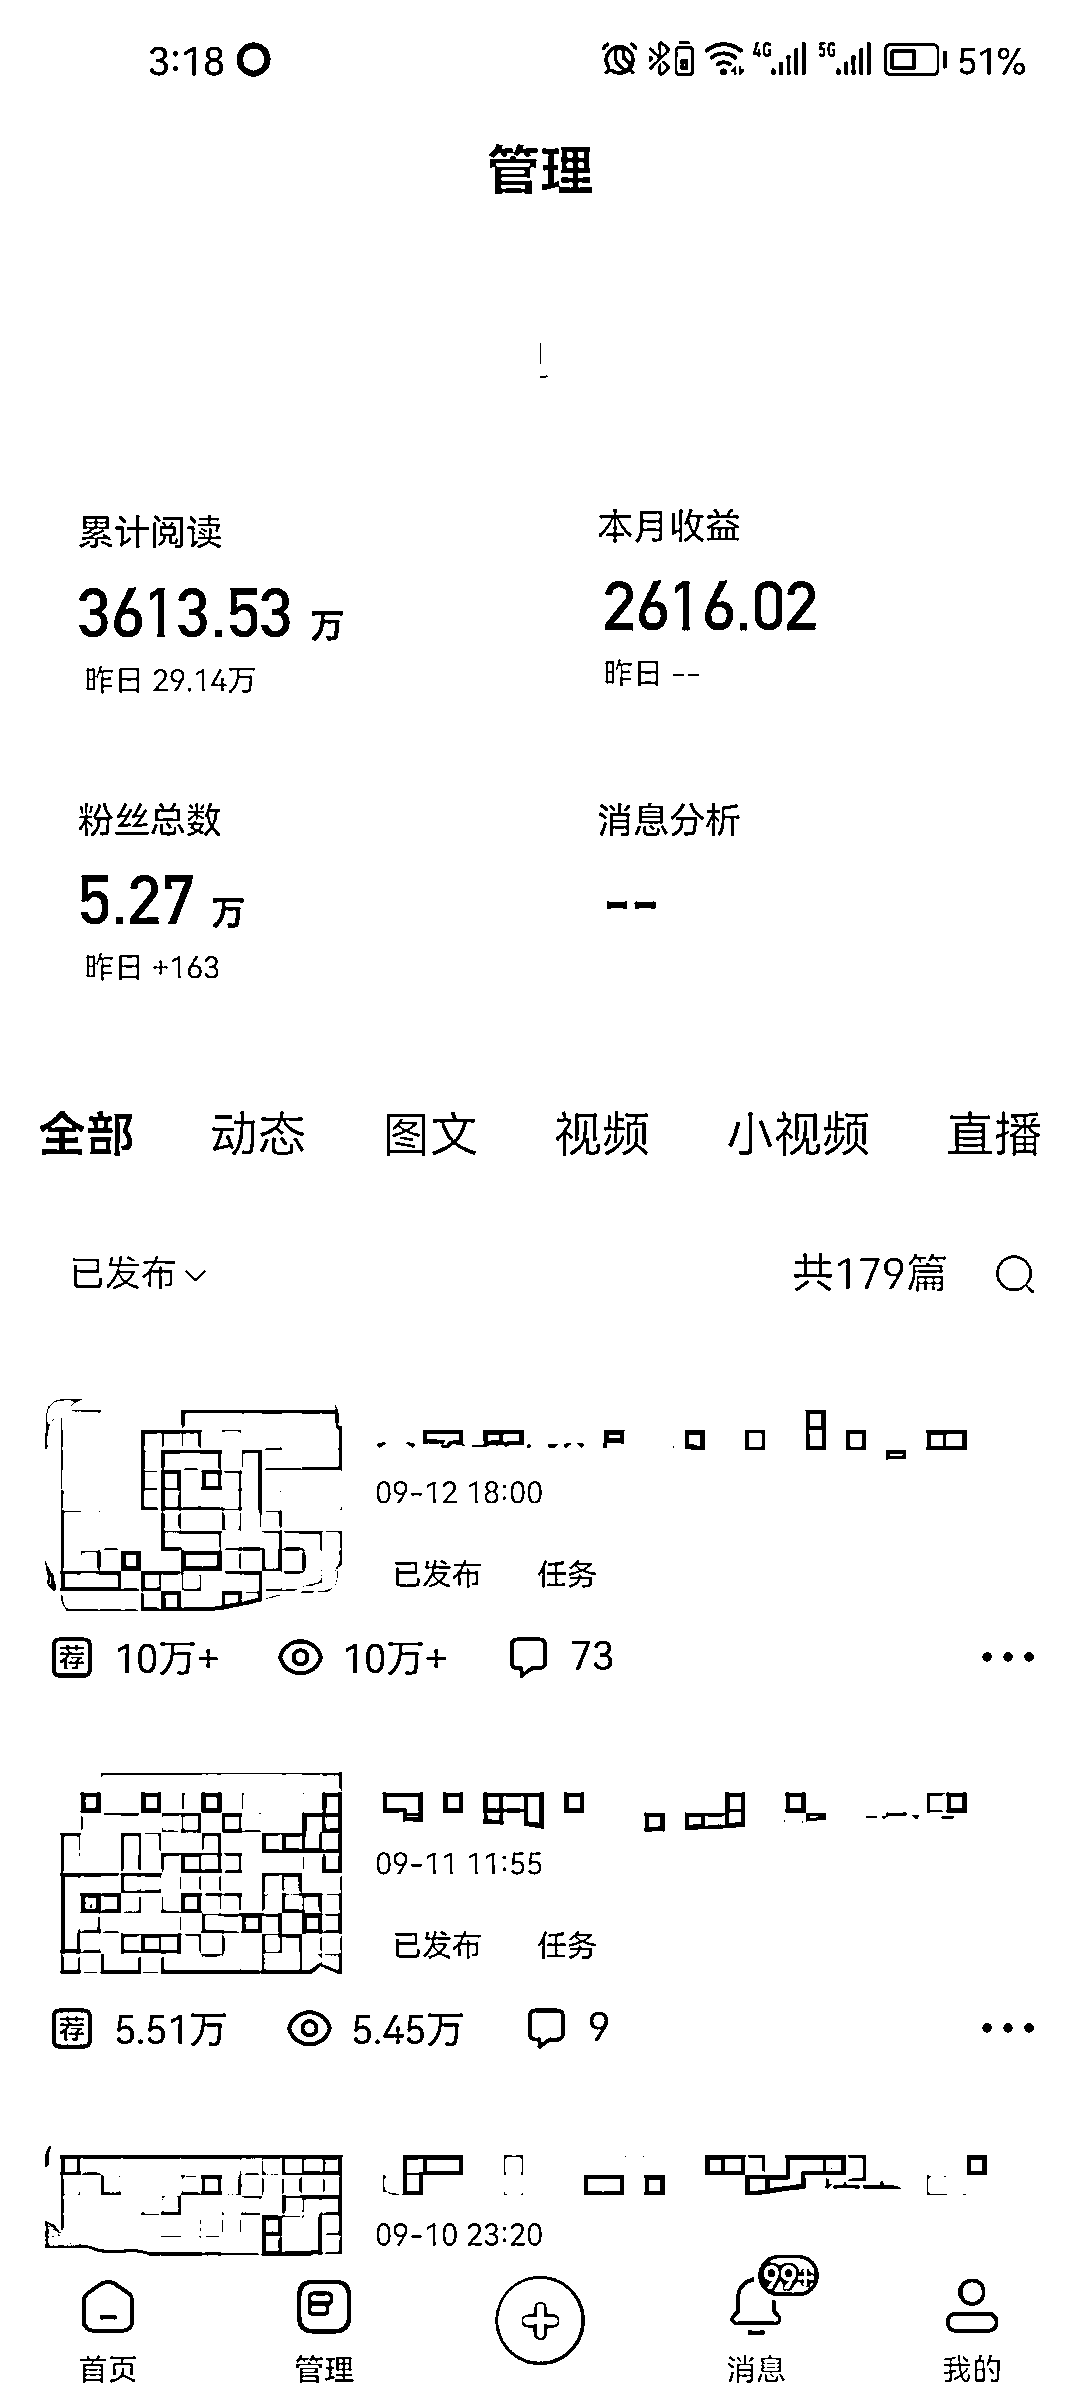 3:18 4G 5G 51%
管理
累计阅读 本月收益
3613.53 万 2616.02
昨日 29.14万 昨日 --
粉丝总数 消息分析
5.27 万 --
昨日 +163
全部 动态 图文 视频 小视频 直播
已发布 共179篇
09-12 18:00
已发布 任务
荐 10万+ 10万+ 73
09-11 11:55
已发布 任务
荐 5.51万 5.45万 9
09-10 23:20
99+
首页 管理 消息 我的